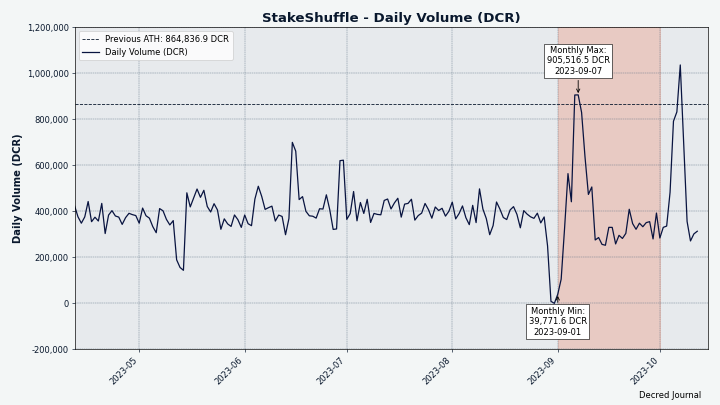 StakeShuffle - Daily Volume (DCR)
1,200,000
1,000,000
800,000
600,000
400,000
200,000
0
-200,000
Daily Volume (DCR)
Previous ATH: 864,836.9 DCR
Daily Volume (DCR)
Monthly Max:
905,516.5 DCR
2023-09-07
Monthly Min:
39,771.6 DCR
2023-09-01
2023-05
2023-06
2023-07
2023-08
2023-09
2023-10
Decred Journal